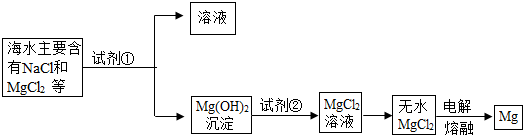 溶液
海水主要含
有NaCl和
MgCl₂ 等
试剂①
Mg(OH)₂
沉淀
试剂②
MgCl₂
溶液
无水
MgCl₂
电解
熔融
Mg